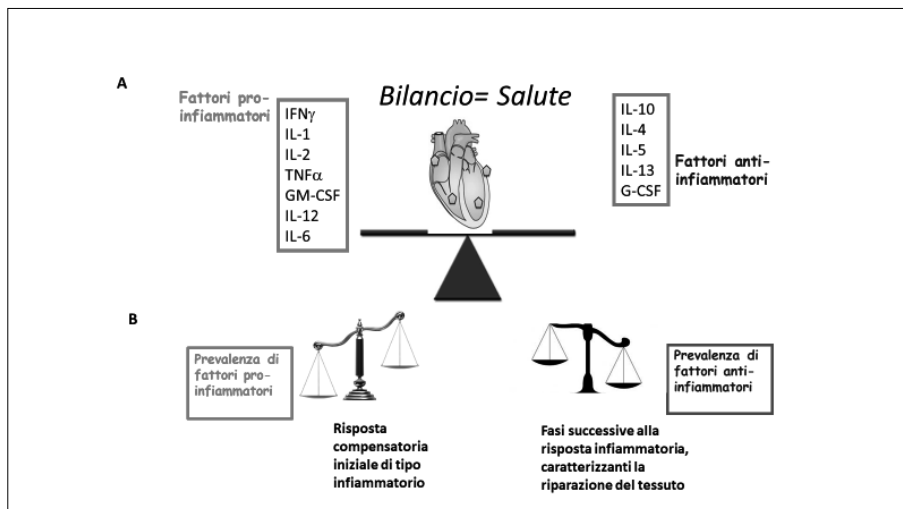 A
Fattori pro-
infiammatori
IFNγ
IL-1
IL-2
TNFα
GM-CSF
IL-12
IL-6
Bilancio= Salute
IL-10
IL-4
IL-5
IL-13
G-CSF
Fattori anti-
infiammatori
B
Prevalenza di
fattori pro-
infiammatori
Risposta
compensatoria
iniziale di tipo
infiammatorio
Fasi successive alla
risposta infiammatoria,
caratterizzanti la
riparazione del tessuto
Prevalenza di
fattori anti-
infiammatori